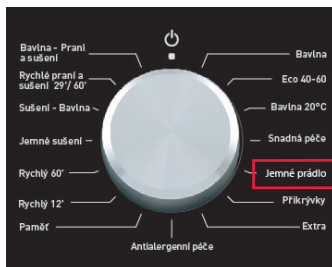 Bavlna - Praní
a sušení
Rychlé praní a
sušení 29'/ 60'
Sušení - Bavlna
Jemné sušení
Rychlý 60'
Rychlý 12'
Paměť
Antialergenní péče
Bavlna
Eco 40-60
Bavlna 20°C
Snadná péče
Jemné prádlo
Přikrývky
Extra